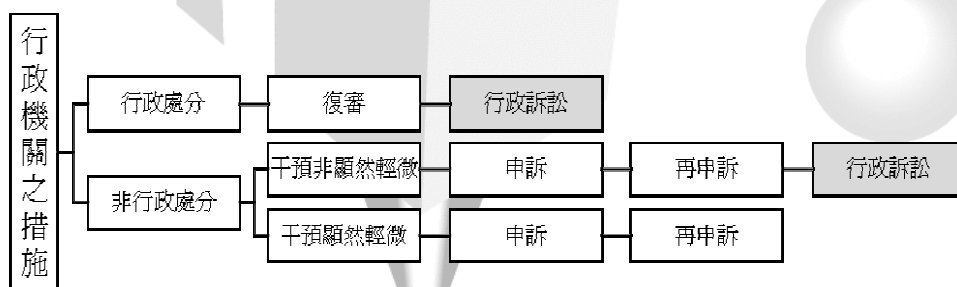 行政機關之措施
行政處分
復審
行政訴訟
非行政處分
干預非顯然輕微
申訴
再申訴
行政訴訟
干預顯然輕微
申訴
再申訴